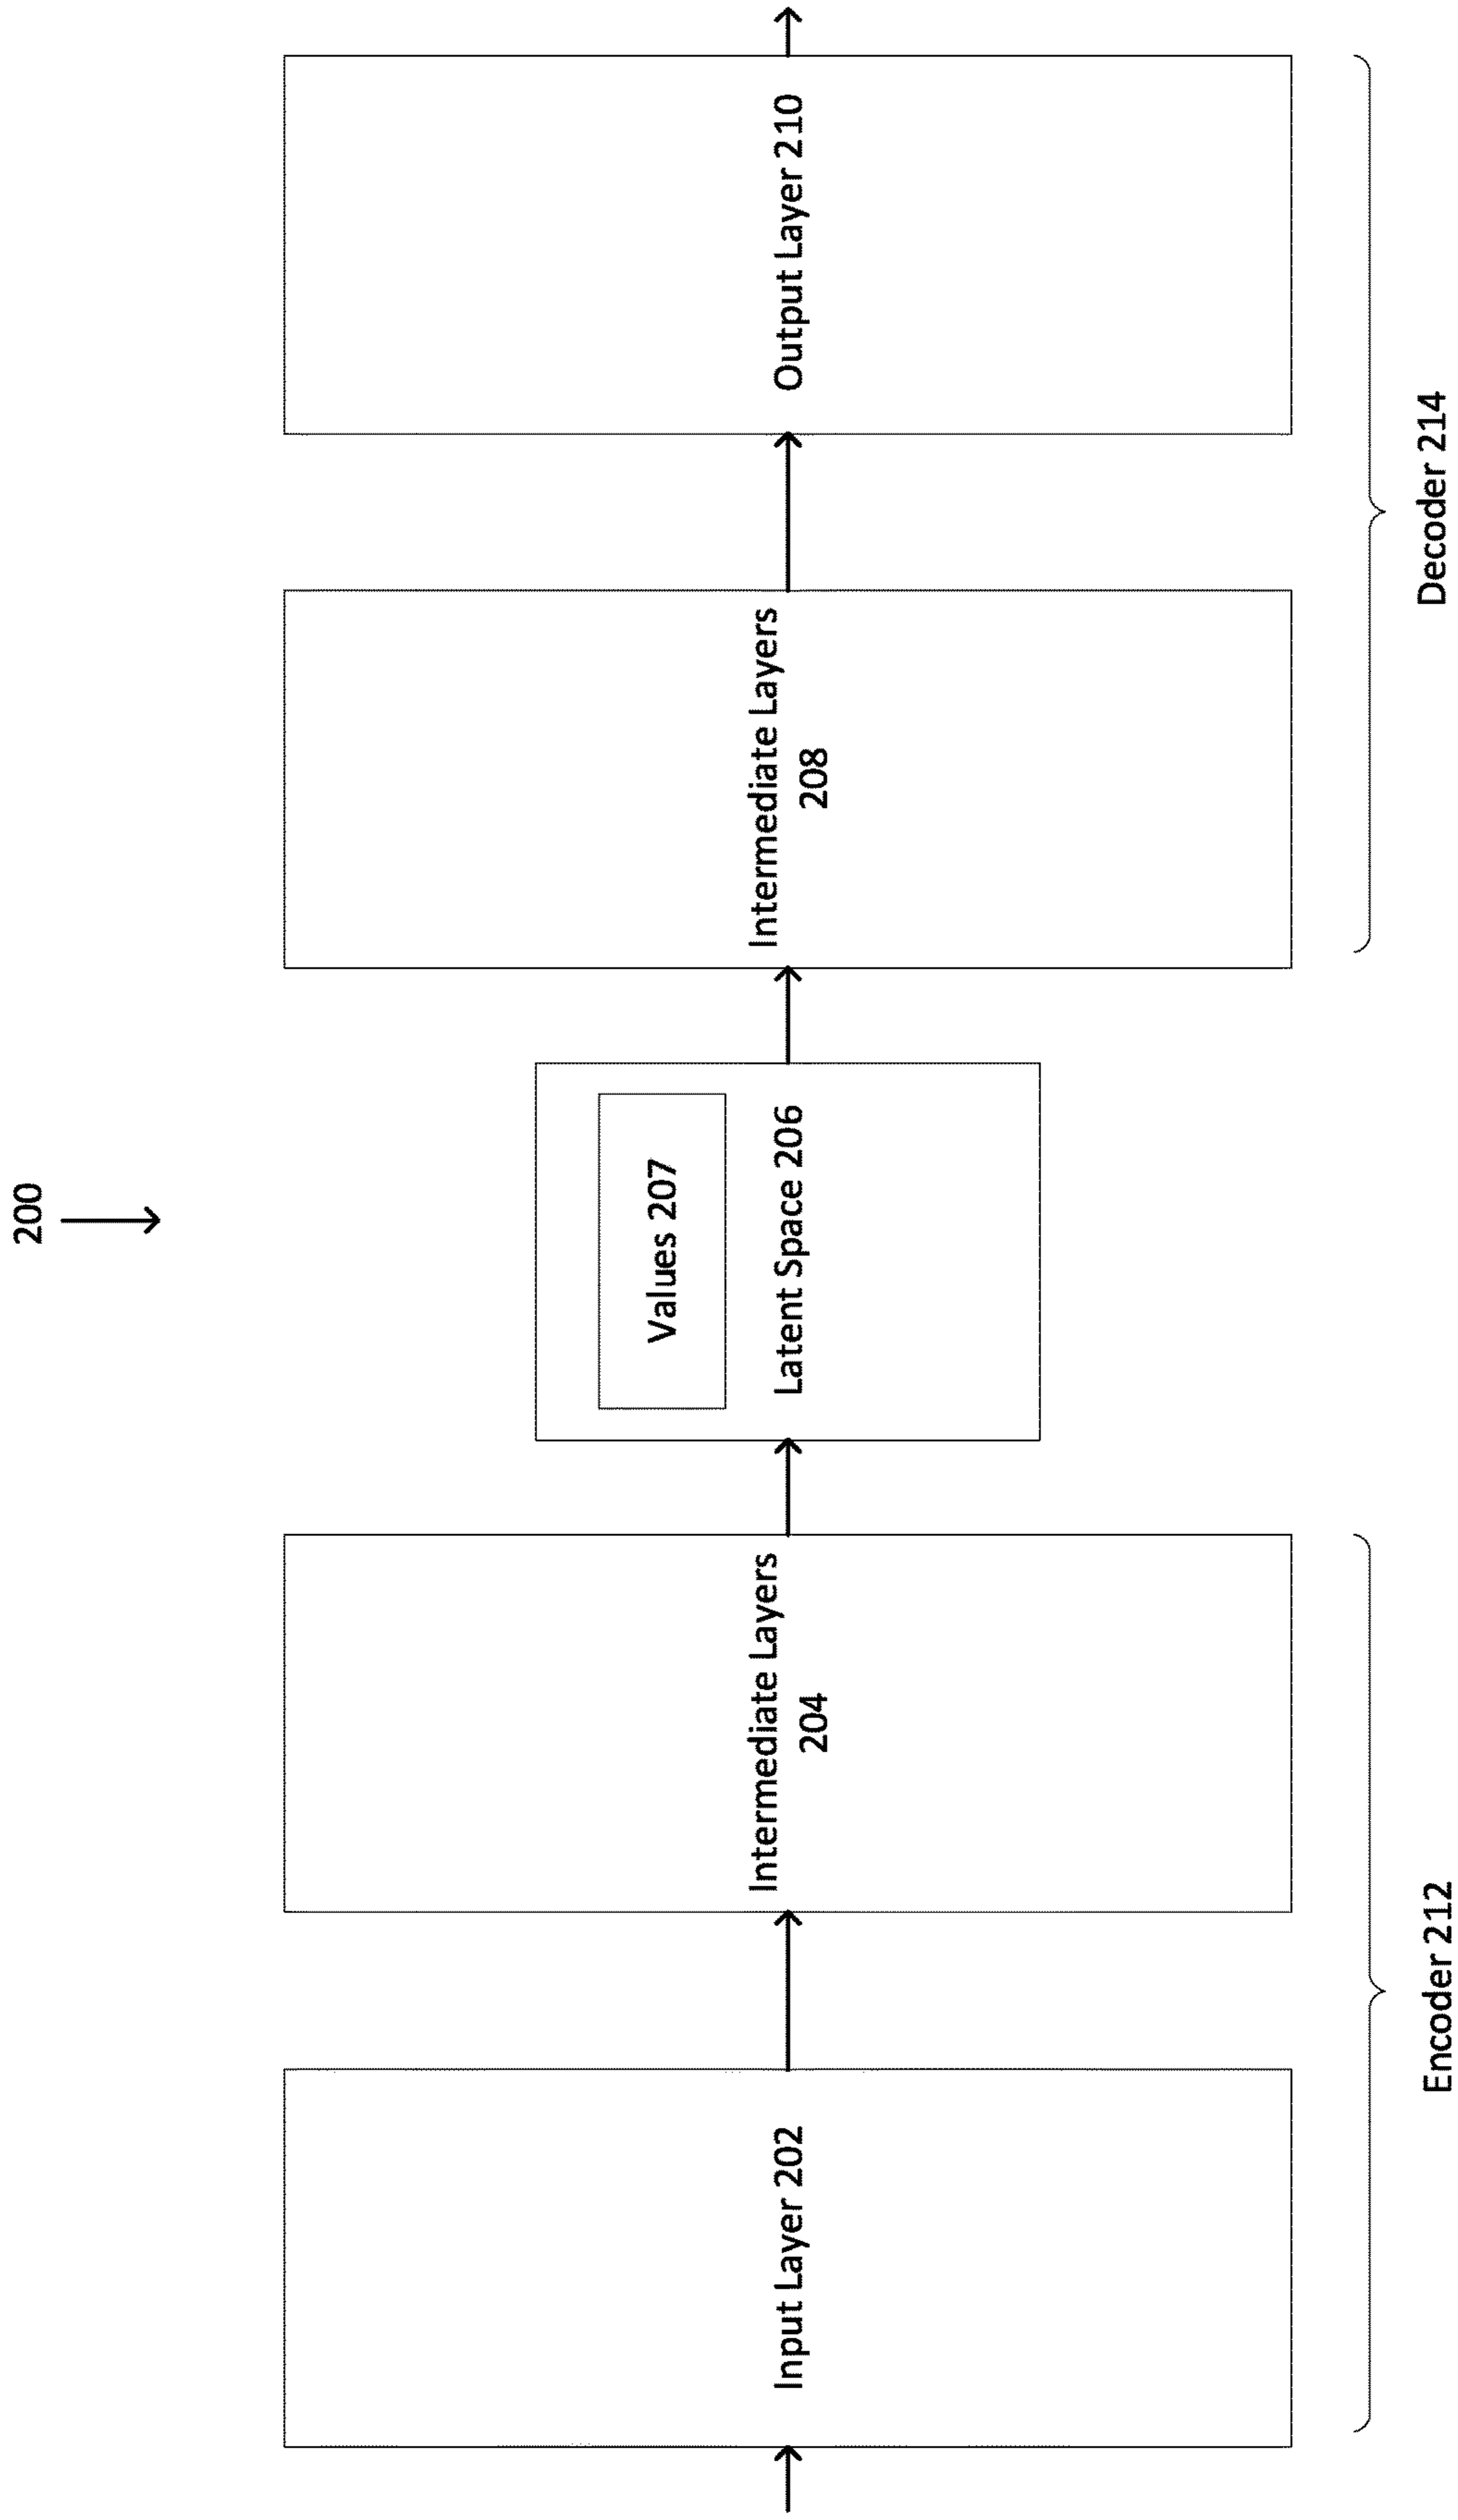 200
Input Layer 202
Intermediate Layers
204
Values 207
Latent Space 206
Intermediate Layers
208
Output Layer 210
Encoder 212
Decoder 214